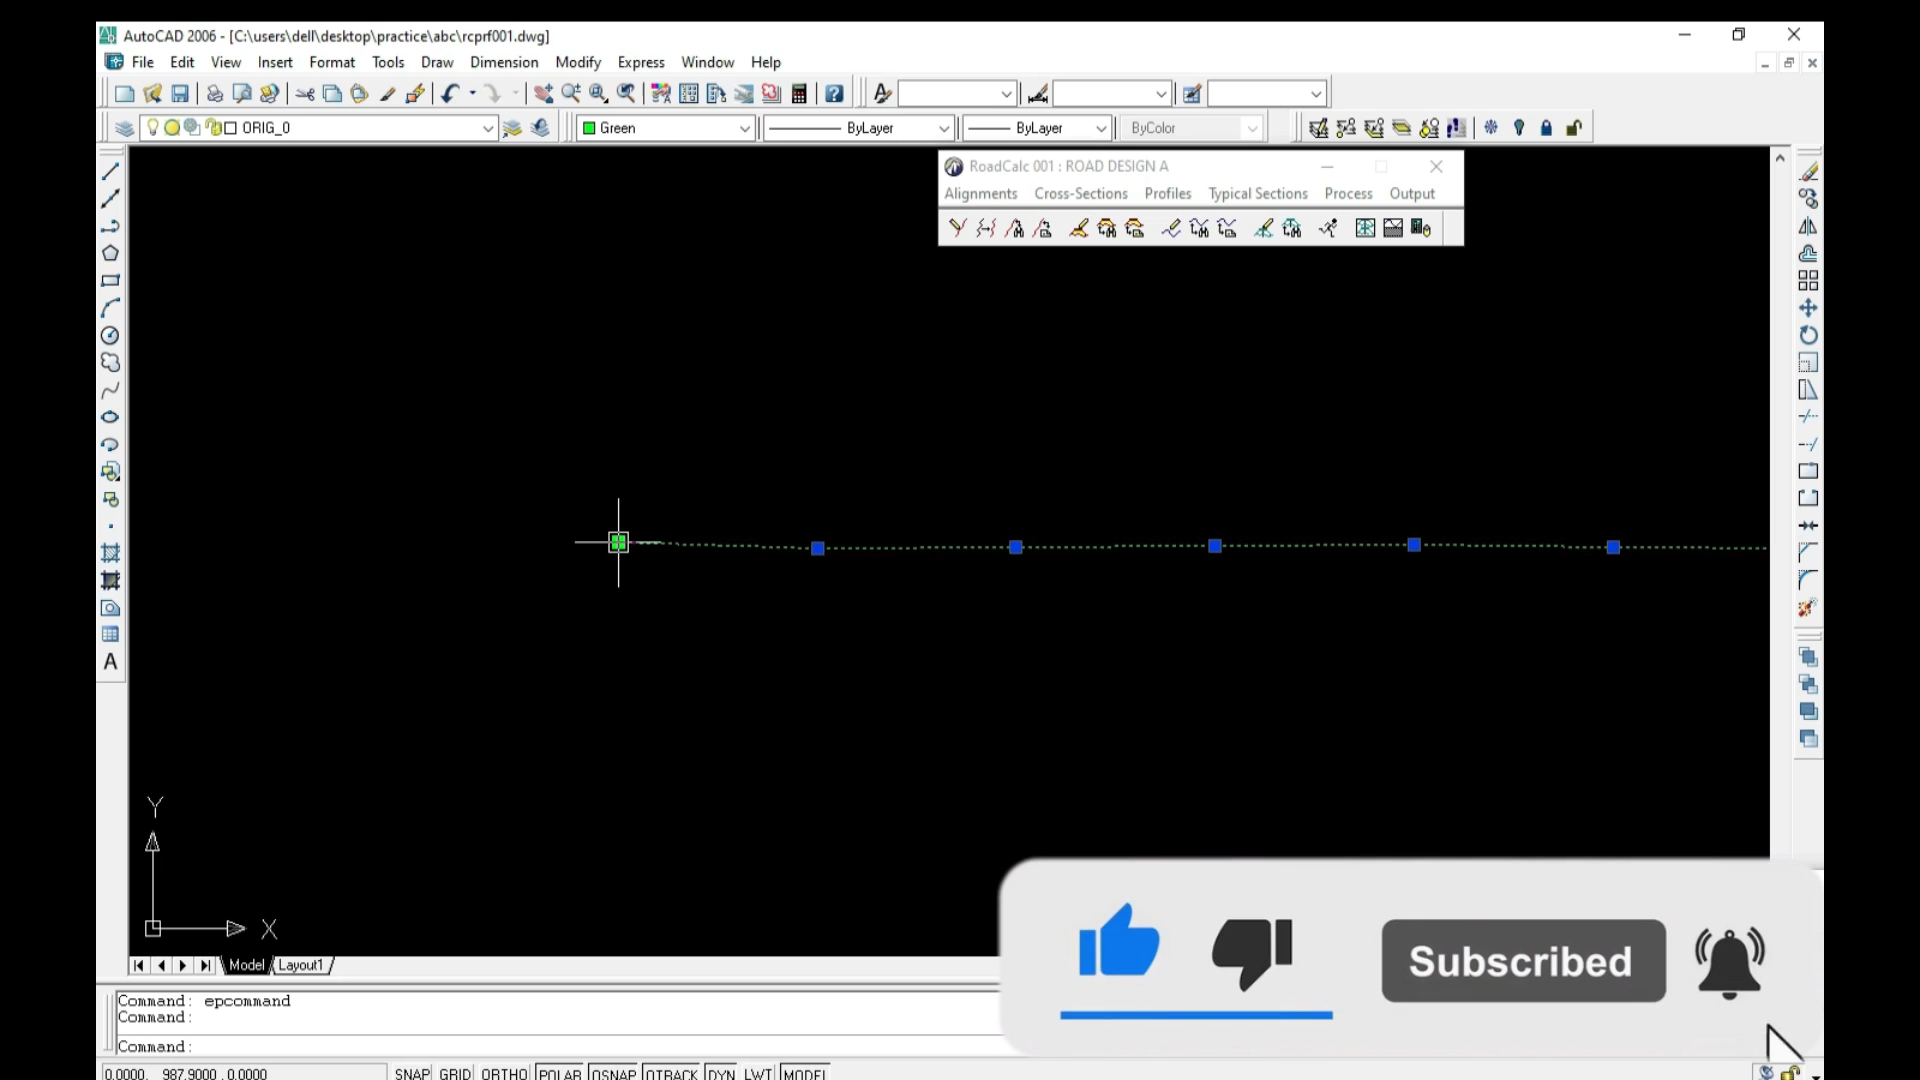 AutoCAD 2006 - [C:\users\dell\desktop\practice\abc\rcprf001.dwg]
File Edit View Insert Format Tools Draw Dimension Modify Express Window Help
ORIG_0
Green
ByLayer
ByLayer
ByColor
RoadCalc 001 : ROAD DESIGN A
Alignments Cross-Sections Profiles Typical Sections Process Output
A
Y
X
Model Layout1
Command: epcommand
Command:
Command:
0.0000, 987.9000 , 0.0000
SNAP GRID ORTHO POLAR OSNAP OTRACK DYN LWT MODEL
Subscribed